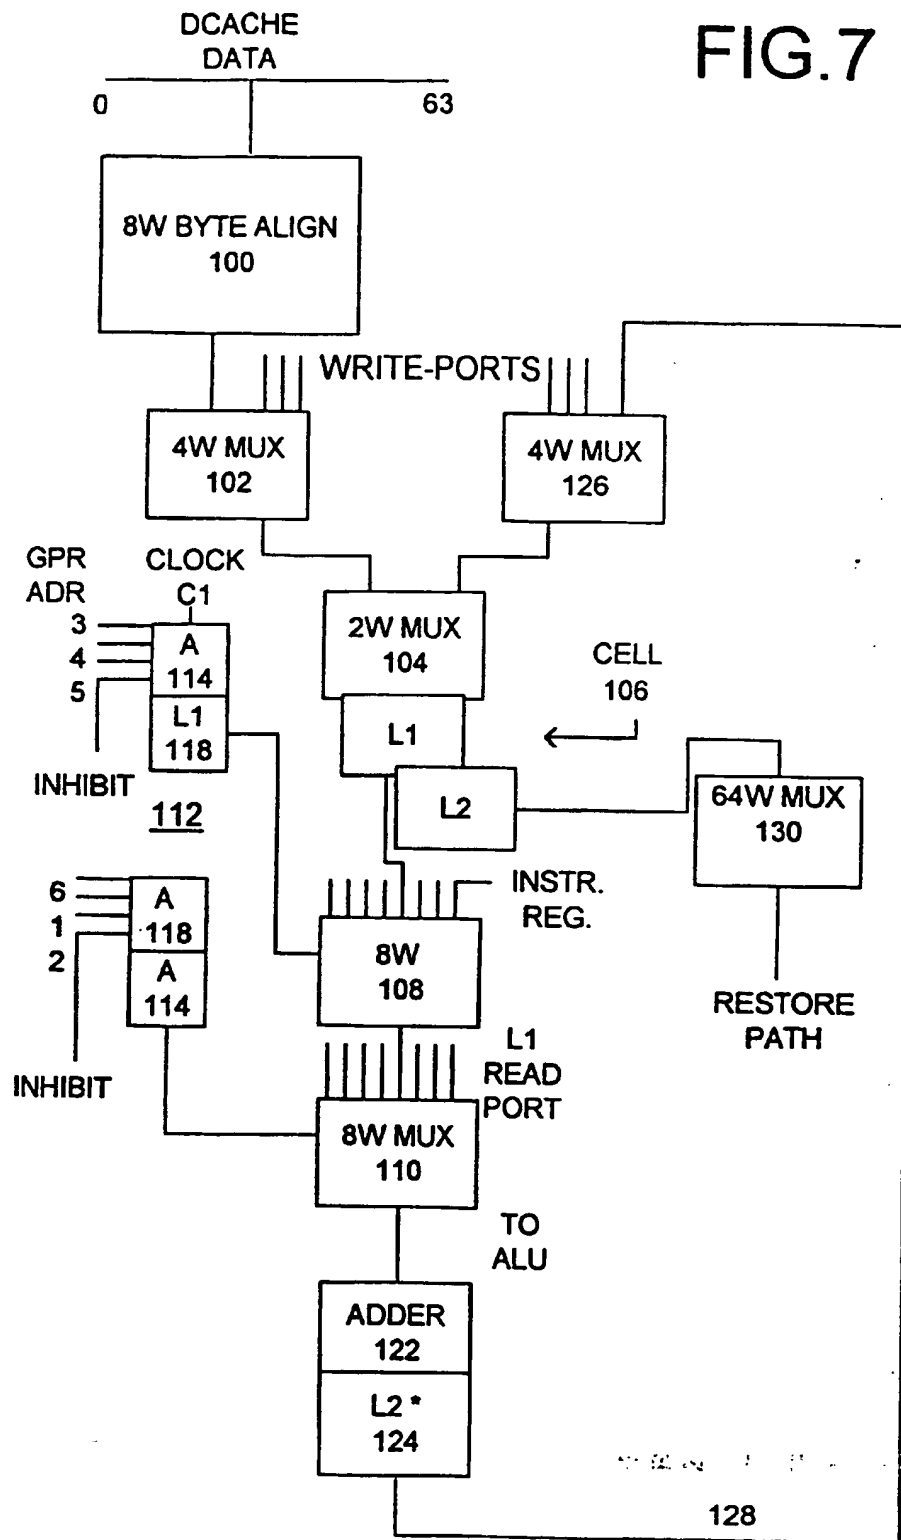 DCACHE
DATA
FIG.7
0
63
8W BYTE ALIGN
100
WRITE-PORTS
4W MUX
102
4W MUX
126
GPR
ADR
CLOCK
C1
3
4
5
A
114
L1
118
INHIBIT
112
2W MUX
104
L1
L2
CELL
106
64W MUX
130
RESTORE
PATH
6
1
2
A
118
A
114
INHIBIT
INSTR.
REG.
8W
108
L1
READ
PORT
8W MUX
110
TO
ALU
ADDER
122
L2 *
124
128